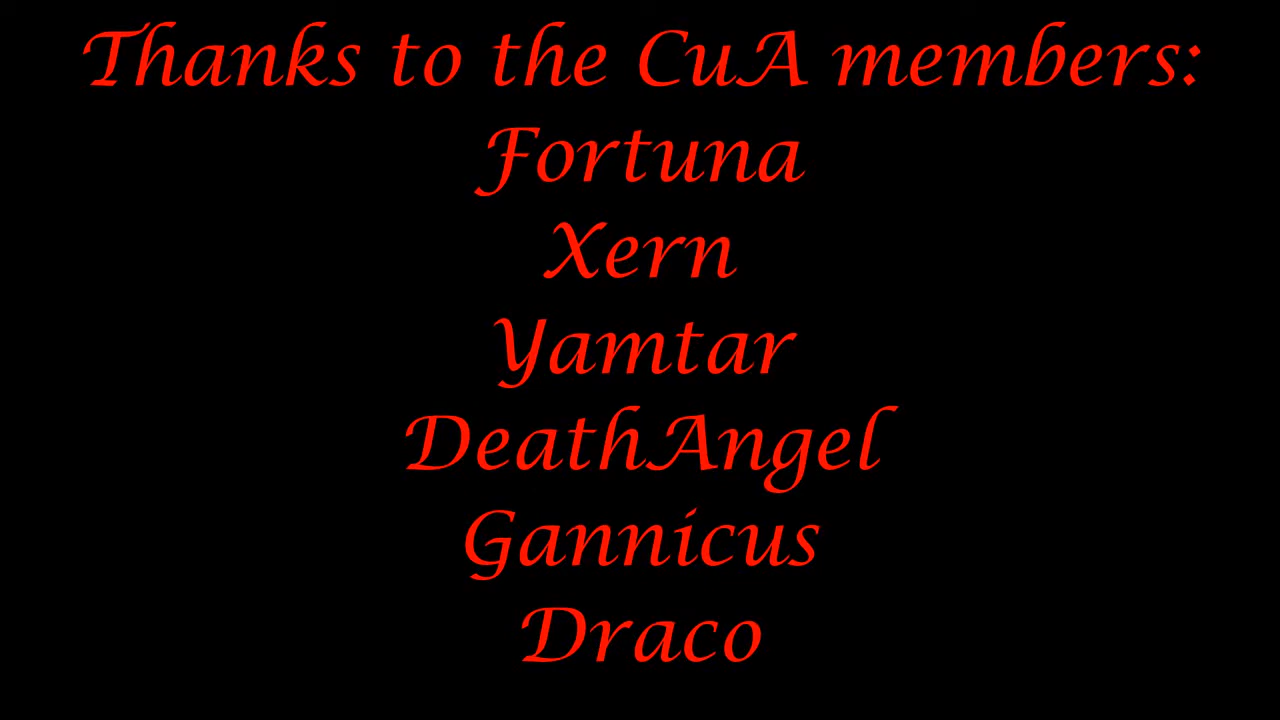 Thanks to the CuA members:
Fortuna
Xern
Yamtar
DeathAngel
Gannicus
Draco